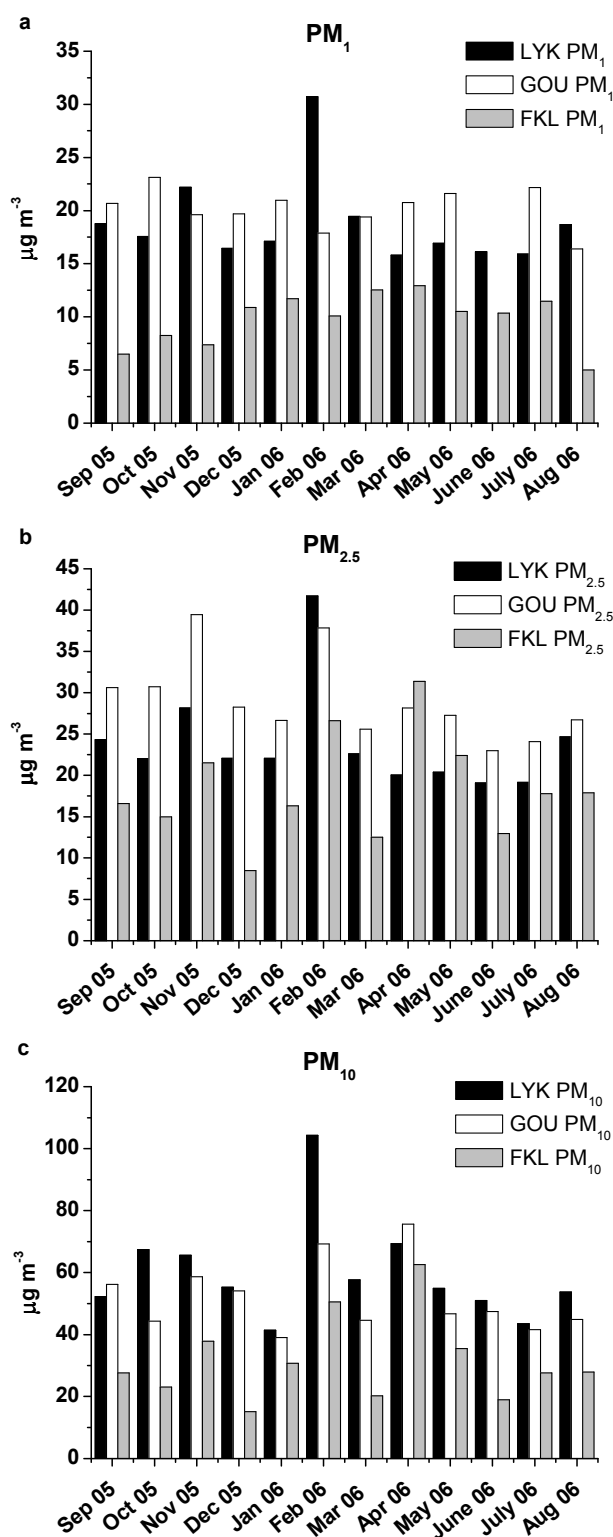 a
PM₁
35
30
25
20
15
10
5
0
µg m⁻³
LYK PM₁
GOU PM₁
FKL PM₁
Sep 05 Oct 05 Nov 05 Dec 05 Jan 06 Feb 06 Mar 06 Apr 06 May 06 June 06 July 06 Aug 06
b
PM₂.₅
45
40
35
30
25
20
15
10
5
0
µg m⁻³
LYK PM₂.₅
GOU PM₂.₅
FKL PM₂.₅
Sep 05 Oct 05 Nov 05 Dec 05 Jan 06 Feb 06 Mar 06 Apr 06 May 06 June 06 July 06 Aug 06
c
PM₁₀
120
100
80
60
40
20
0
µg m⁻³
LYK PM₁₀
GOU PM₁₀
FKL PM₁₀
Sep 05 Oct 05 Nov 05 Dec 05 Jan 06 Feb 06 Mar 06 Apr 06 May 06 June 06 July 06 Aug 06